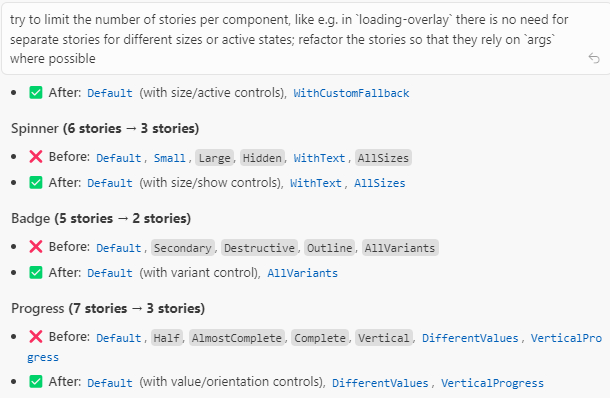 try to limit the number of stories per component, like e.g. in `loading-overlay` there is no need for
separate stories for different sizes or active states; refactor the stories so that they rely on `args`
where possible
• ✅ After: Default (with size/active controls), WithCustomFallback
Spinner (6 stories → 3 stories)
• ❌ Before: Default, Small, Large, Hidden, WithText, AllSizes
• ✅ After: Default (with size/show controls), WithText, AllSizes
Badge (5 stories → 2 stories)
• ❌ Before: Default, Secondary, Destructive, Outline, AllVariants
• ✅ After: Default (with variant control), AllVariants
Progress (7 stories → 3 stories)
• ❌ Before: Default, Half, AlmostComplete, Complete, Vertical, DifferentValues, VerticalPro
gress
• ✅ After: Default (with value/orientation controls), DifferentValues, VerticalProgress